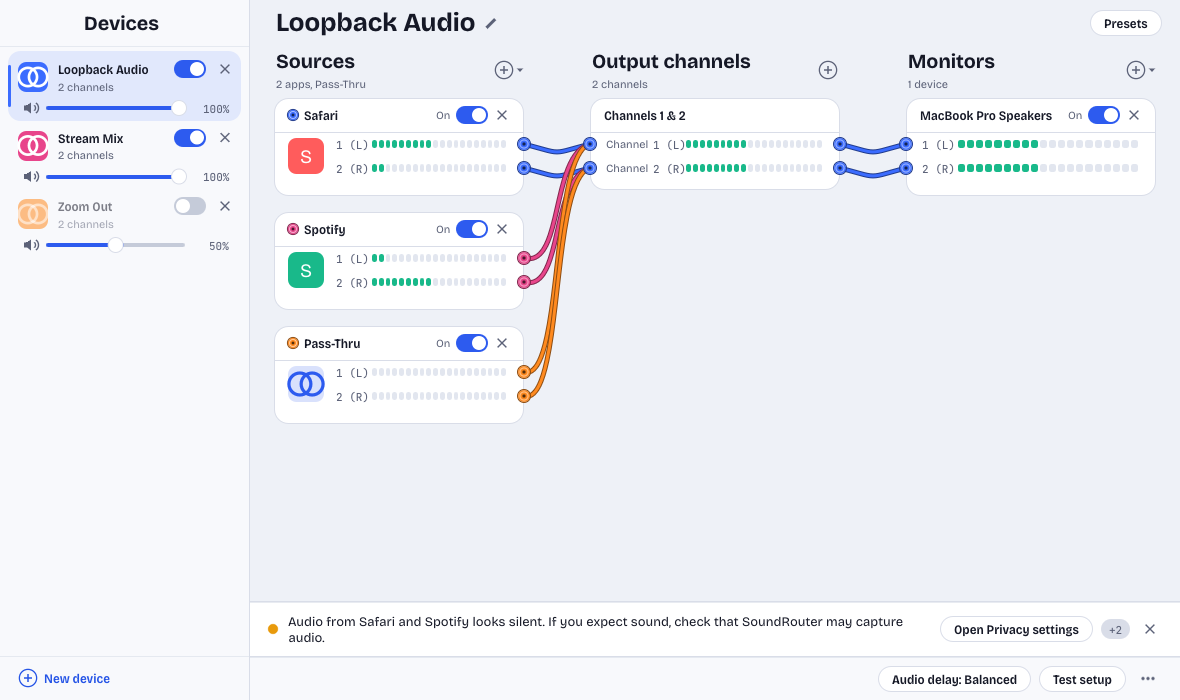 Devices
Loopback Audio
2 channels
100%
Stream Mix
2 channels
100%
Zoom Out
2 channels
50%
New device
Loopback Audio
Presets
Sources
2 apps, Pass-Thru
Output channels
2 channels
Monitors
1 device
Safari
On
S
1 (L)
2 (R)
Spotify
On
S
1 (L)
2 (R)
Pass-Thru
On
1 (L)
2 (R)
Channels 1 & 2
Channel 1 (L)
Channel 2 (R)
MacBook Pro Speakers
On
1 (L)
2 (R)
Audio from Safari and Spotify looks silent. If you expect sound, check that SoundRouter may capture
audio.
Open Privacy settings
+2
Audio delay: Balanced
Test setup